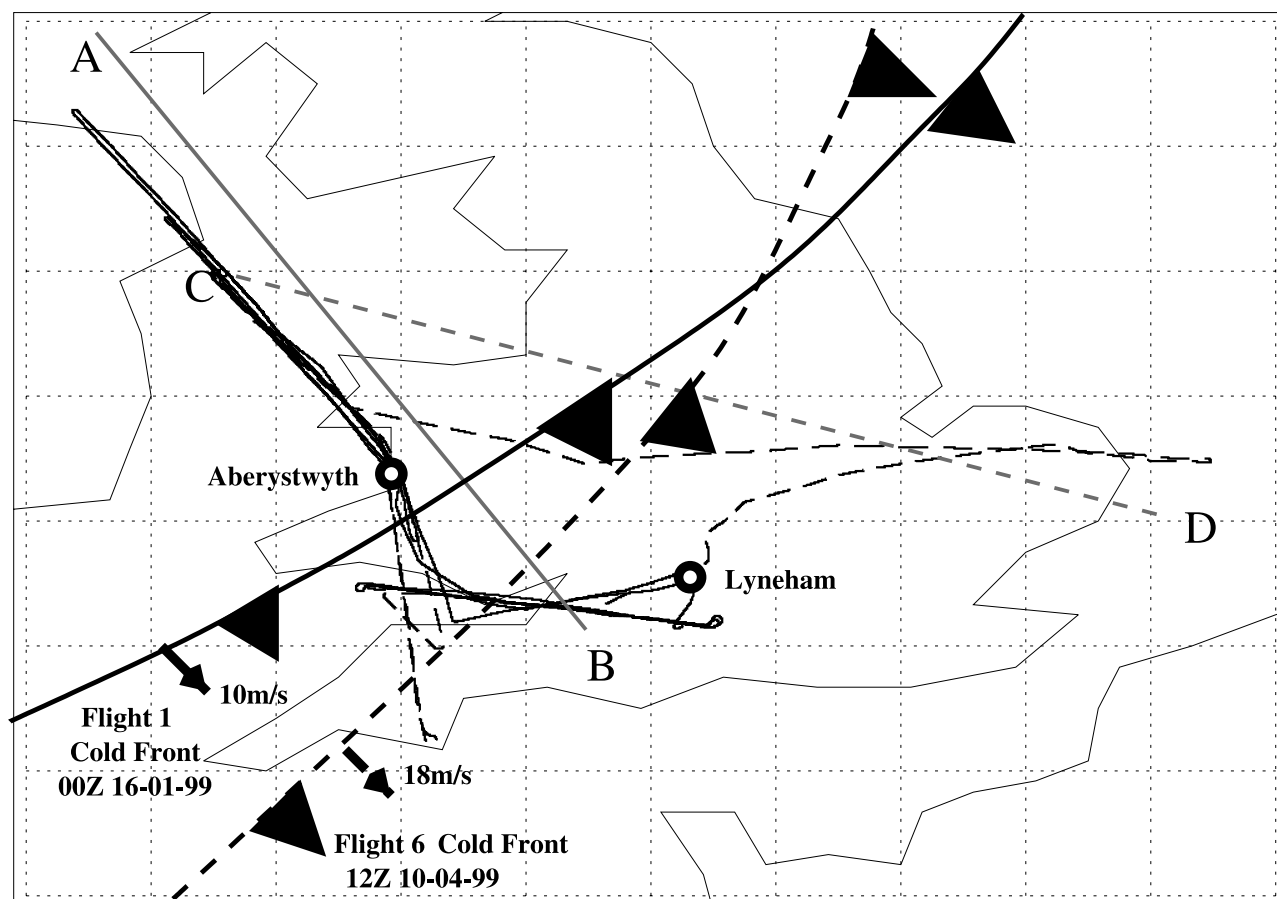 A
C
Aberystwyth
D
Lyneham
B
10m/s
Flight 1
Cold Front
00Z 16-01-99
18m/s
Flight 6 Cold Front
12Z 10-04-99